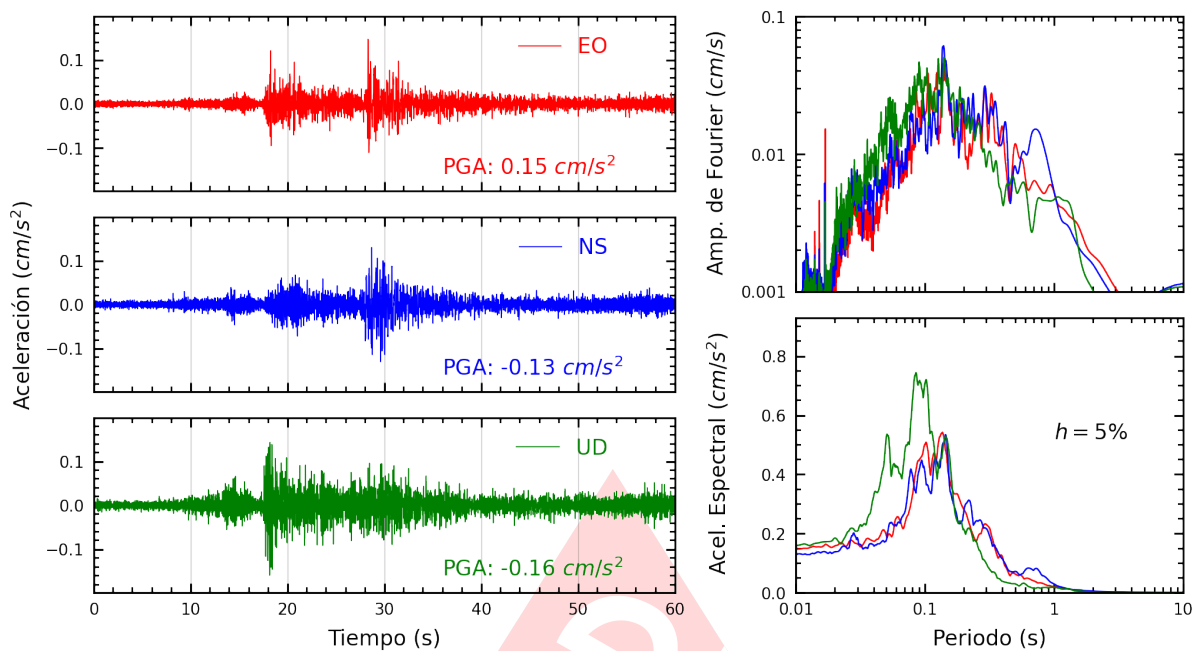 Aceleración (cm/s²)
0.1
0.0
−0.1
EO
PGA: 0.15 cm/s²
0.1
0.0
−0.1
NS
PGA: -0.13 cm/s²
0.1
0.0
−0.1
UD
PGA: -0.16 cm/s²
0 10 20 30 40 50 60
Tiempo (s)
Amp. de Fourier (cm/s)
0.1
0.01
0.001
Acel. Espectral (cm/s²)
0.8
0.6
0.4
0.2
0.0
h = 5%
0.01 0.1 1 10
Periodo (s)